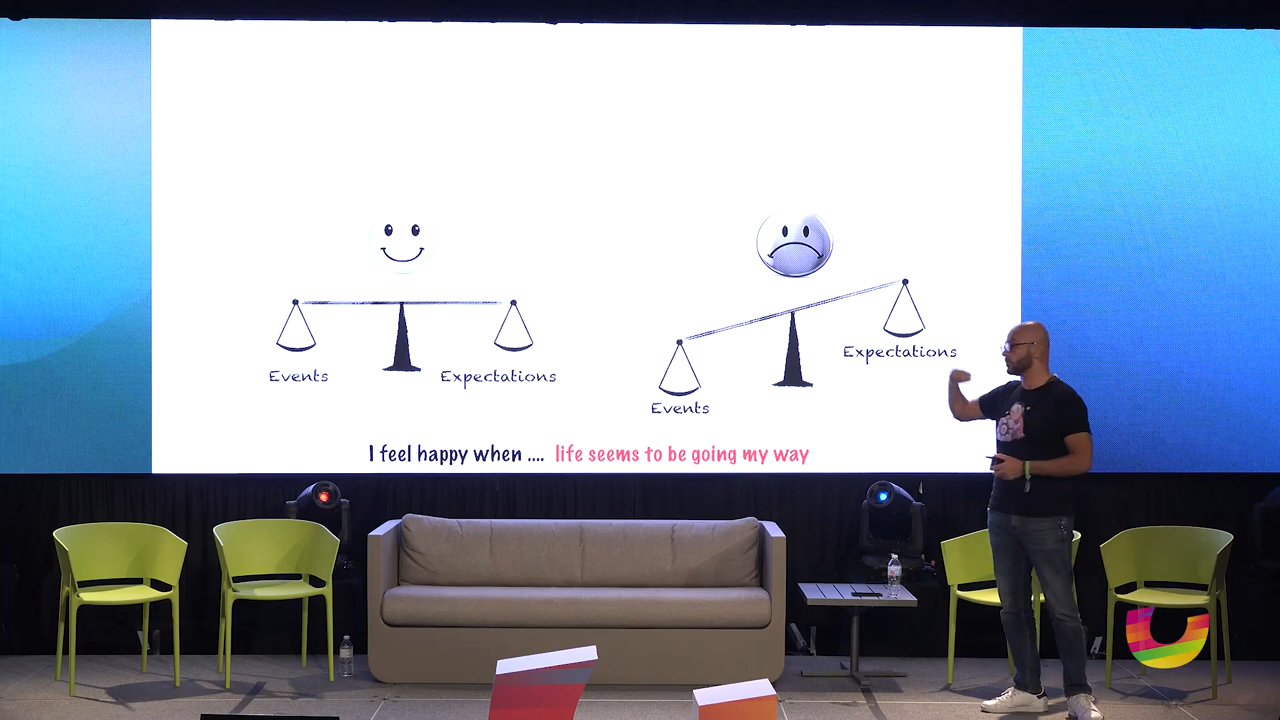 Events
Expectations
Events
Expectations
I feel happy when .... life seems to be going my way